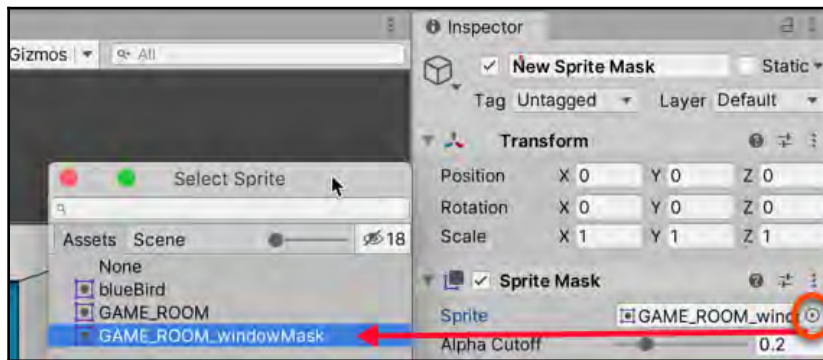 Gizmos
All
Select Sprite
Assets Scene 18
None
blueBird
GAME_ROOM
GAME_ROOM_windowMask
Inspector
New Sprite Mask Static
Tag Untagged Layer Default
Transform
Position X 0 Y 0 Z 0
Rotation X 0 Y 0 Z 0
Scale X 1 Y 1 Z 1
Sprite Mask
Sprite GAME_ROOM_wind
Alpha Cutoff 0.2